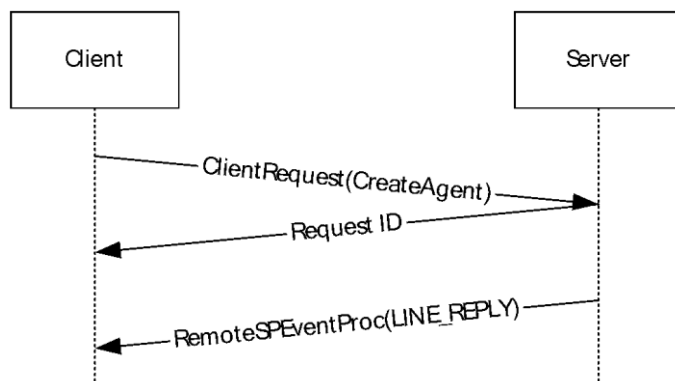 Client
Server
ClientRequest(CreateAgent)
Request ID
RemoteSPEventProc(LINE_REPLY)